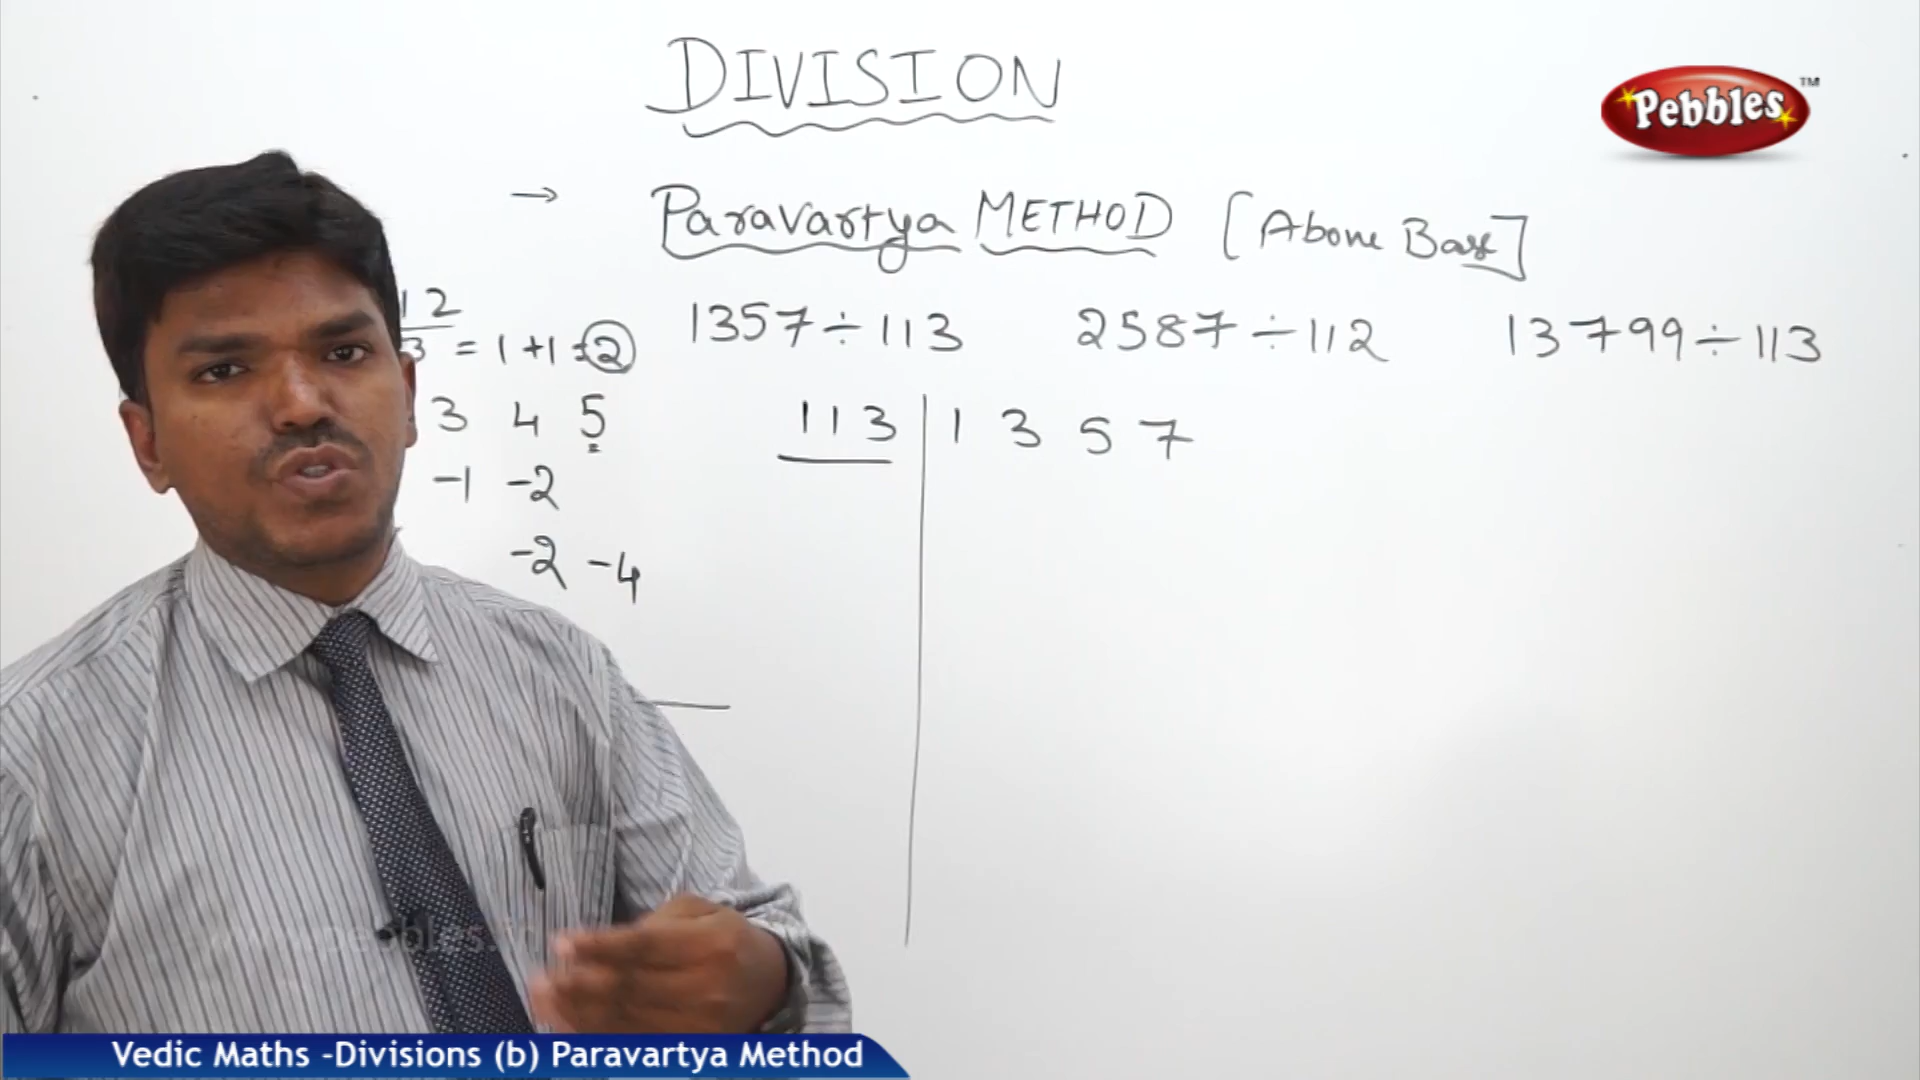 DIVISION
Pebbles™
→ Paravartya METHOD [Above Base]
12
3 = 1 + 1 = 2
1357 ÷ 113
2587 ÷ 112
13799 ÷ 113
3 4 5
-1 -2
-2 -4
113 | 1 3 5 7
Vedic Maths -Divisions (b) Paravartya Method